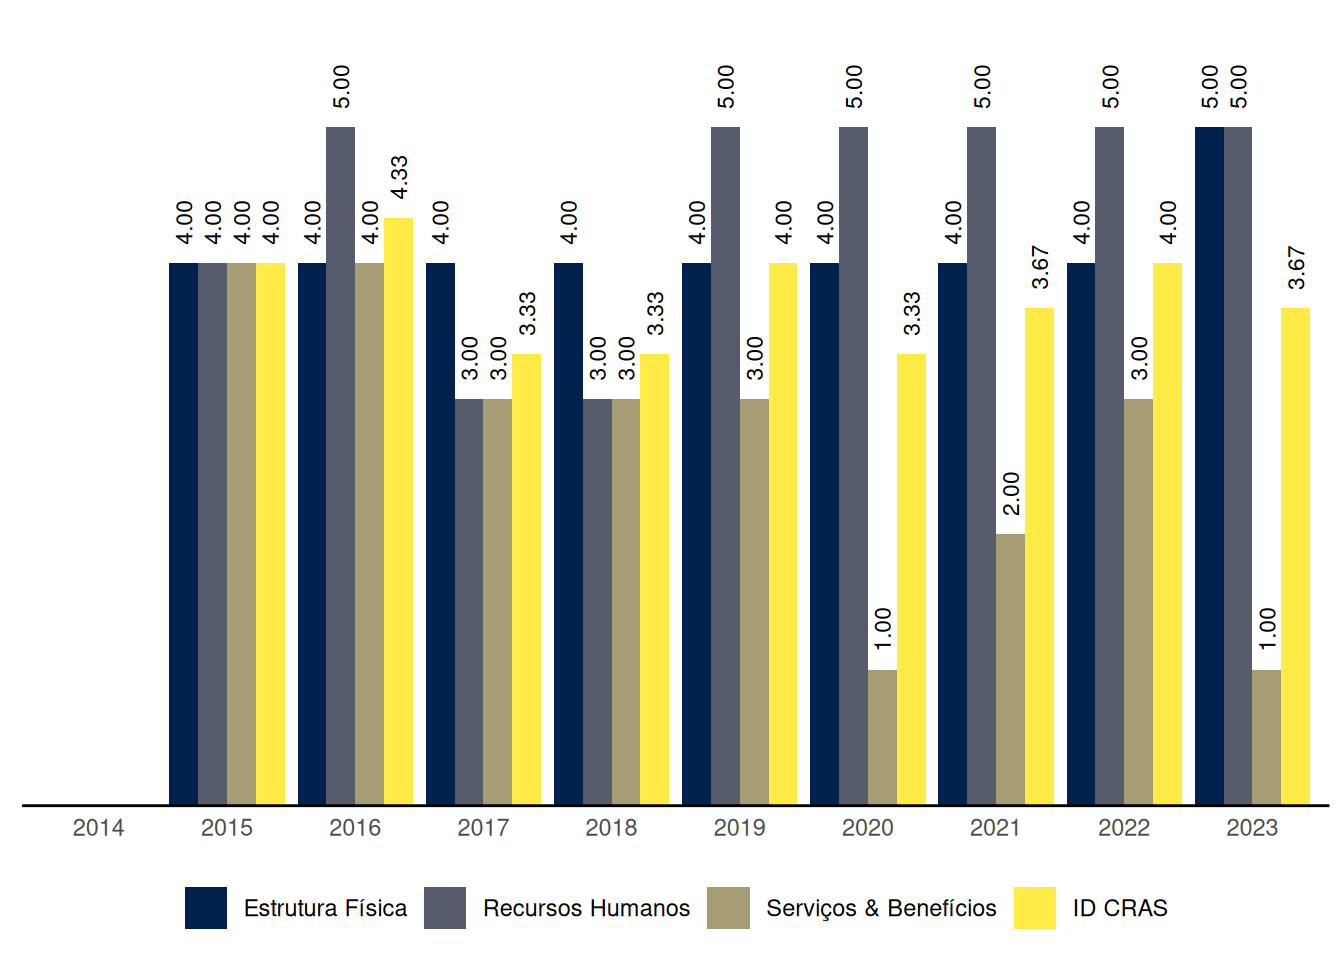 4.00 4.00 4.00 4.00
4.00 5.00 4.00 4.33
4.00 3.00 3.00 3.33
4.00 3.00 3.00 3.33
4.00 5.00 3.00 4.00
4.00 5.00 1.00 3.33
4.00 5.00 2.00 3.67
4.00 5.00 3.00 4.00
5.00 5.00 1.00 3.67
2014 2015 2016 2017 2018 2019 2020 2021 2022 2023
Estrutura Física Recursos Humanos Serviços & Benefícios ID CRAS